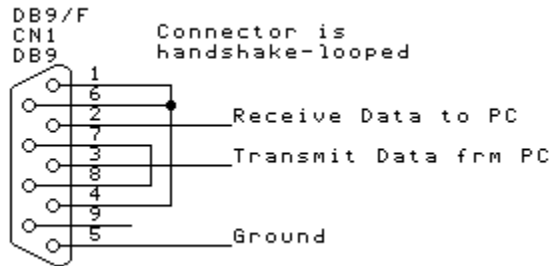 DB9/F
CN1
DB9
Connector is
handshake-looped
1
6
2
Receive Data to PC
7
3
Transmit Data frm PC
8
4
9
5
Ground